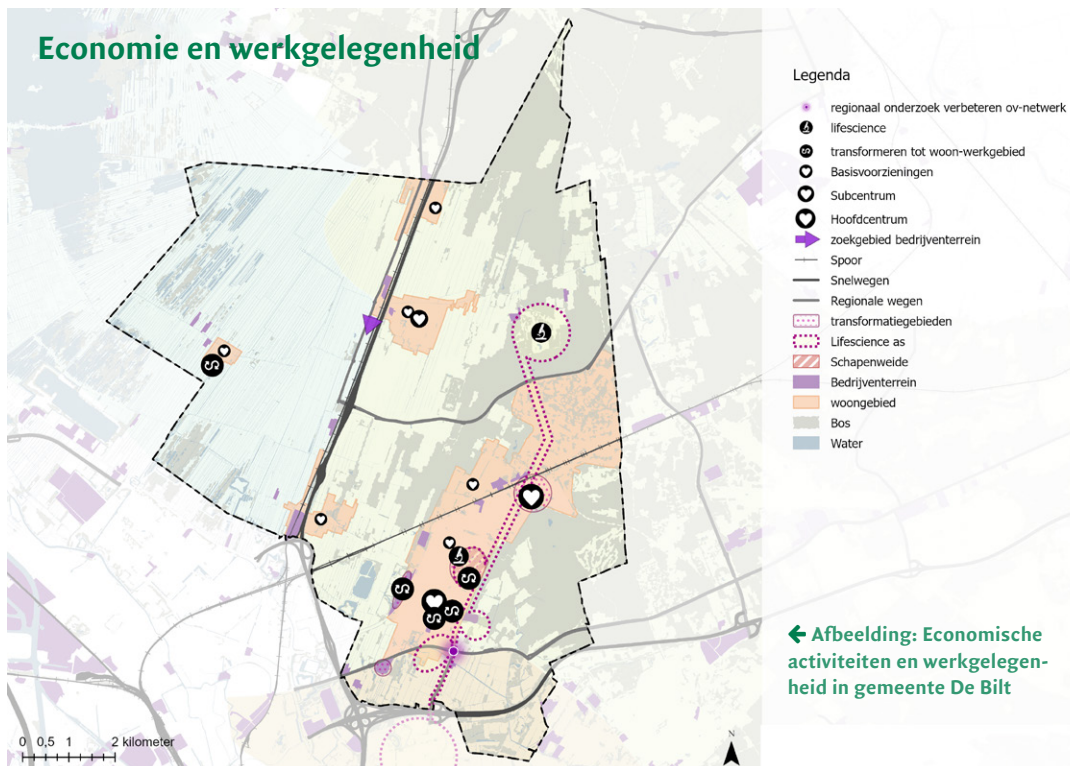 Economie en werkgelegenheid
Legenda
regionaal onderzoek verbeteren ov-netwerk
lifescience
transformeren tot woon-werkgebied
Basisvoorzieningen
Subcentrum
Hoofdcentrum
zoekgebied bedrijventerrein
Spoor
Snelwegen
Regionale wegen
transformatiegebieden
Lifescience as
Schapenweide
Bedrijventerrein
woongebied
Bos
Water
Afbeelding: Economische
activiteiten en werkgelegen-
heid in gemeente De Bilt
0 0,5 1 2 kilometer
N